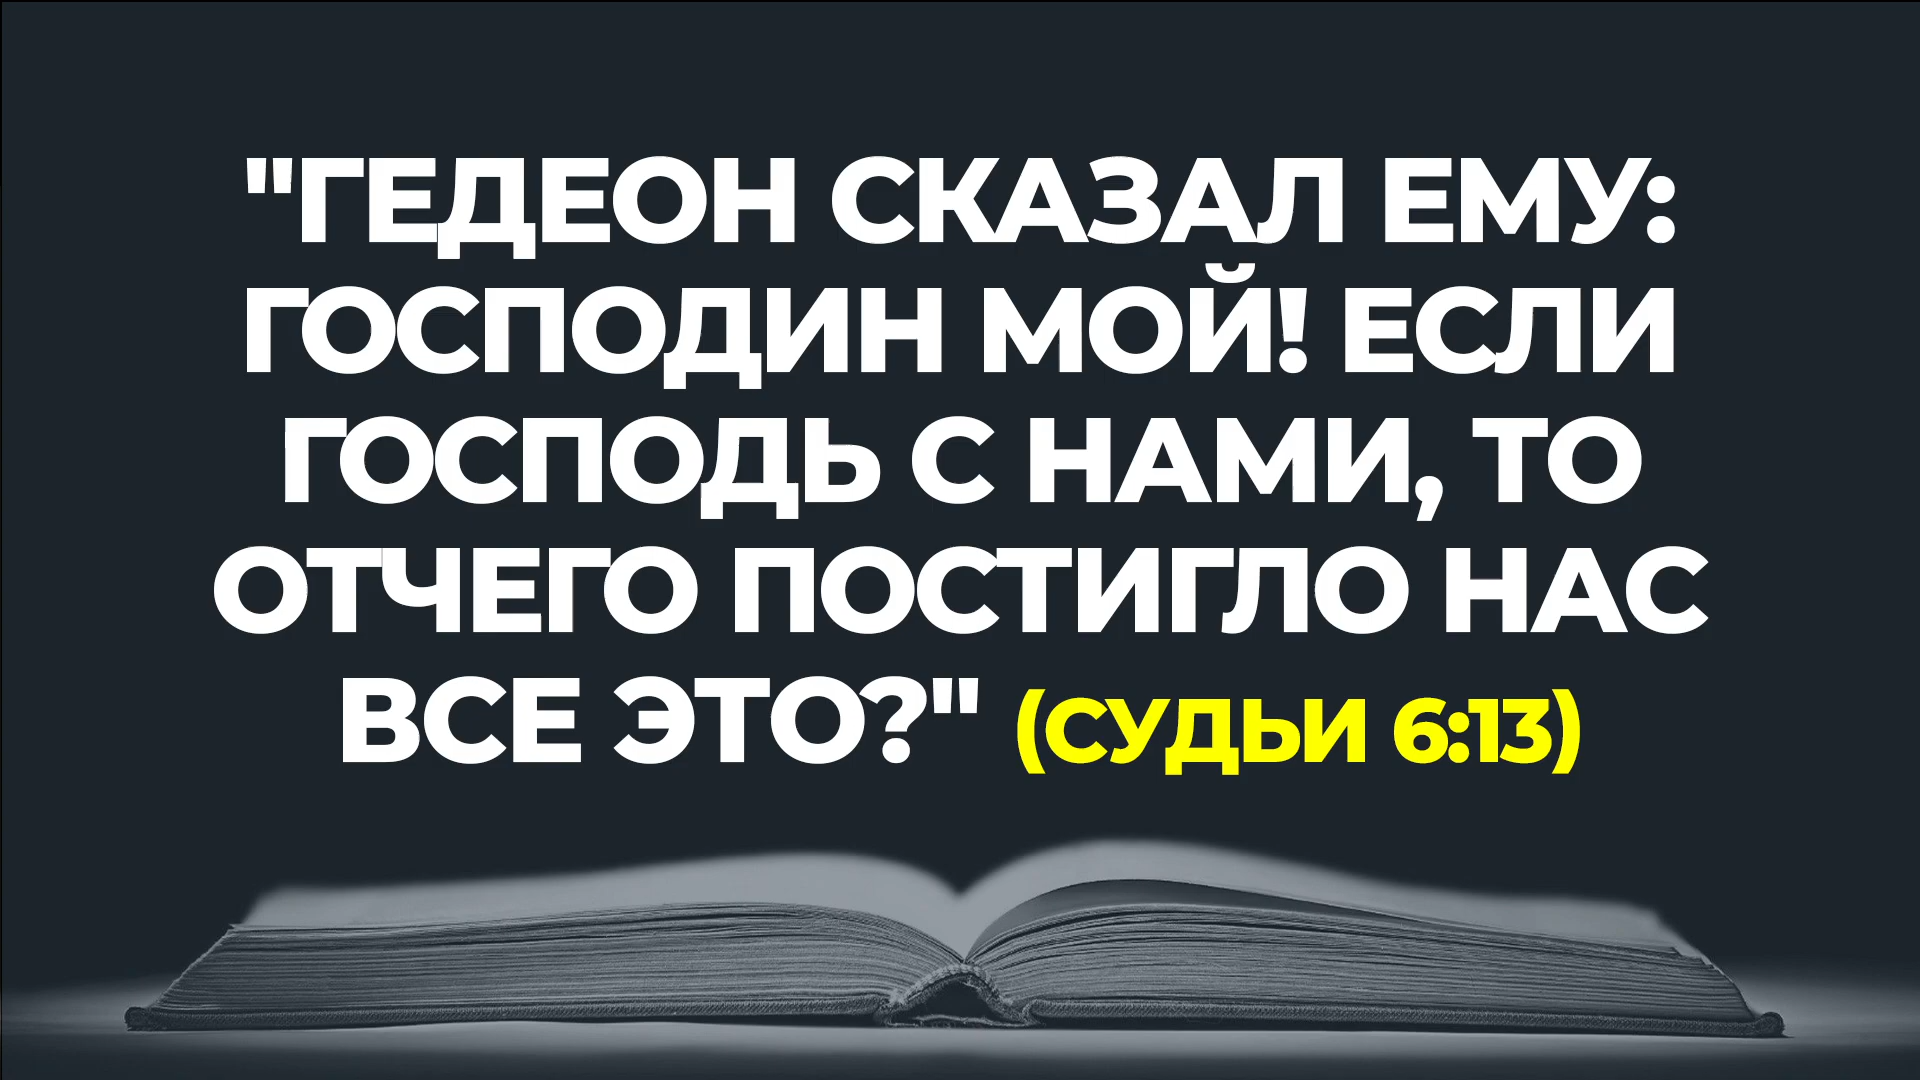 "ГЕДЕОН СКАЗАЛ ЕМУ:
ГОСПОДИН МОЙ! ЕСЛИ
ГОСПОДЬ С НАМИ, ТО
ОТЧЕГО ПОСТИГЛО НАС
ВСЕ ЭТО?" (СУДЬИ 6:13)